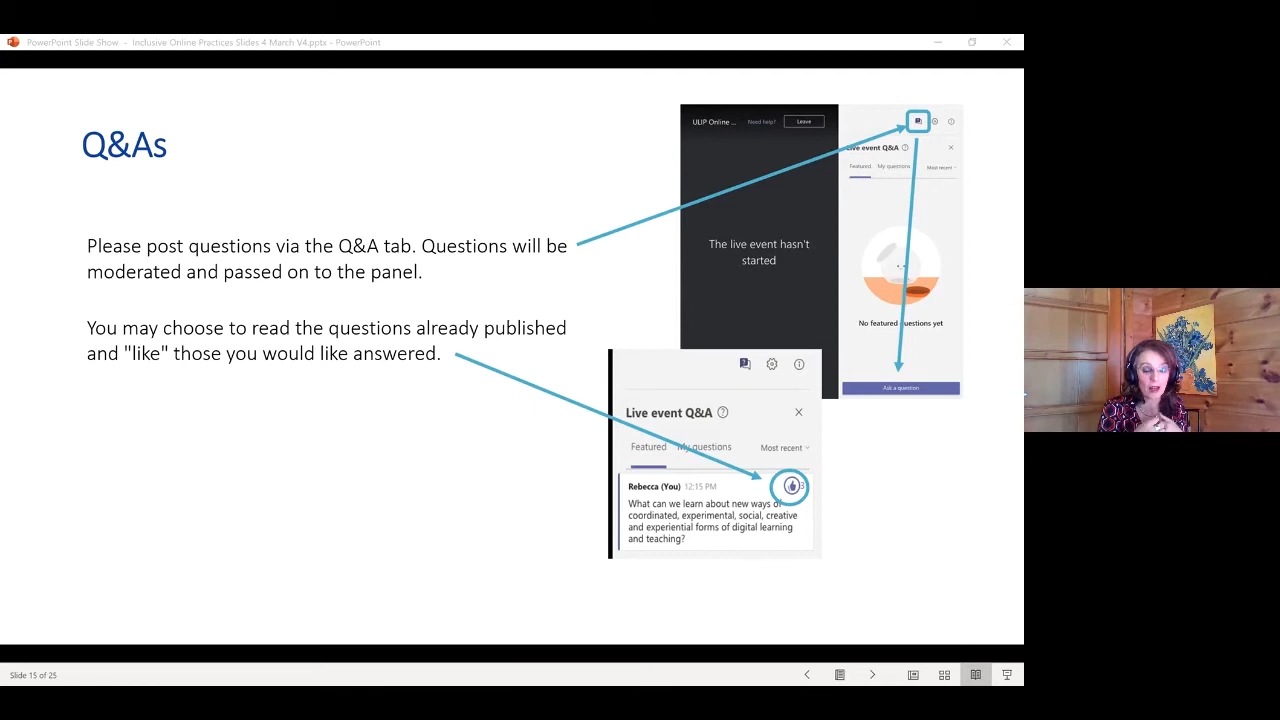 PowerPoint Slide Show - Inclusive Online Practices Slides 4 March V4.pptx - PowerPoint
Q&As
Please post questions via the Q&A tab. Questions will be
moderated and passed on to the panel.
You may choose to read the questions already published
and "like" those you would like answered.
ULIP Online ... Need help? Leave
The live event hasn't
started
Live event Q&A
Featured My questions Most recent
No featured questions yet
Ask a question
Live event Q&A
Featured My questions Most recent
Rebecca (You) 12:15 PM 3
What can we learn about new ways of
coordinated, experimental, social, creative
and experiential forms of digital learning
and teaching?
Slide 15 of 25